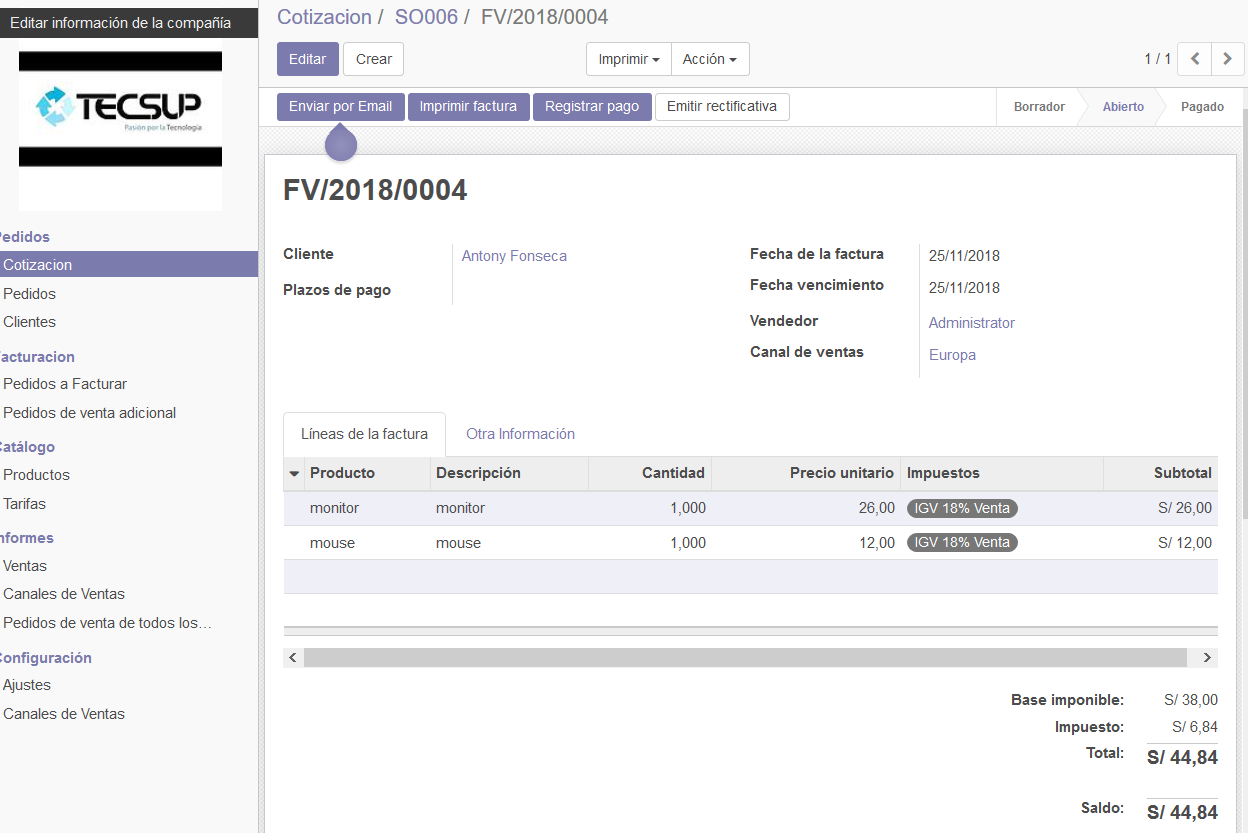 Editar información de la compañía
TECSUP
Pasión por la Tecnología
Pedidos
Cotizacion
Pedidos
Clientes
Facturacion
Pedidos a Facturar
Pedidos de venta adicional
Catálogo
Productos
Tarifas
Informes
Ventas
Canales de Ventas
Pedidos de venta de todos los…
Configuración
Ajustes
Canales de Ventas
Cotizacion / SO006 / FV/2018/0004
Editar Crear Imprimir Acción 1 / 1
Enviar por Email Imprimir factura Registrar pago Emitir rectificativa Borrador Abierto Pagado
FV/2018/0004
Cliente Antony Fonseca
Plazos de pago
Fecha de la factura 25/11/2018
Fecha vencimiento 25/11/2018
Vendedor Administrator
Canal de ventas Europa
Líneas de la factura Otra Información
Producto Descripción Cantidad Precio unitario Impuestos Subtotal
monitor monitor 1,000 26,00 IGV 18% Venta S/ 26,00
mouse mouse 1,000 12,00 IGV 18% Venta S/ 12,00
Base imponible: S/ 38,00
Impuesto: S/ 6,84
Total: S/ 44,84
Saldo: S/ 44,84